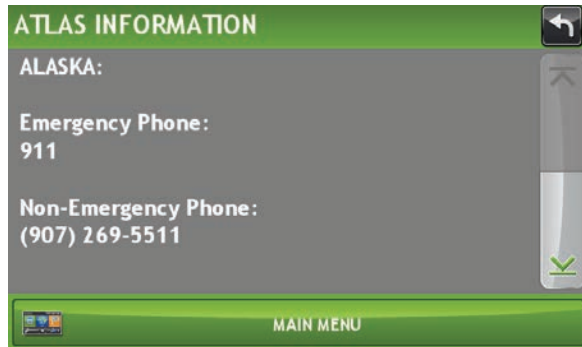 ATLAS INFORMATION
ALASKA:
Emergency Phone:
911
Non-Emergency Phone:
(907) 269-5511
MAIN MENU